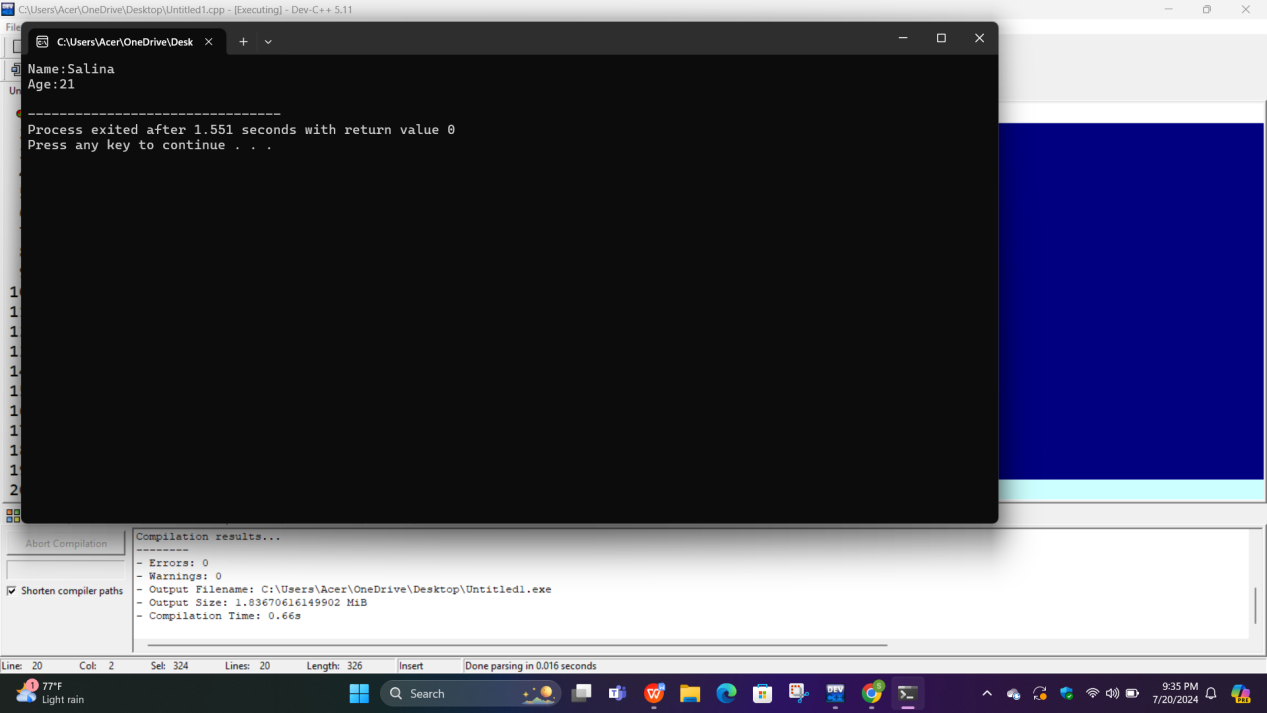 C:\Users\Acer\OneDrive\Desktop\Untitled1.cpp - [Executing] - Dev-C++ 5.11
File
C:\Users\Acer\OneDrive\Desk
Name:Salina
Age:21
--------------------------------
Process exited after 1.551 seconds with return value 0
Press any key to continue . . .
Compilation results...
--------
- Errors: 0
- Warnings: 0
- Output Filename: C:\Users\Acer\OneDrive\Desktop\Untitled1.exe
- Output Size: 1.83670616149902 MiB
- Compilation Time: 0.66s
Abort Compilation
Shorten compiler paths
Line: 20 Col: 2 Sel: 324 Lines: 20 Length: 326 Insert Done parsing in 0.016 seconds
1 77°F
Light rain
Search
DEV
PRE
9:35 PM
7/20/2024